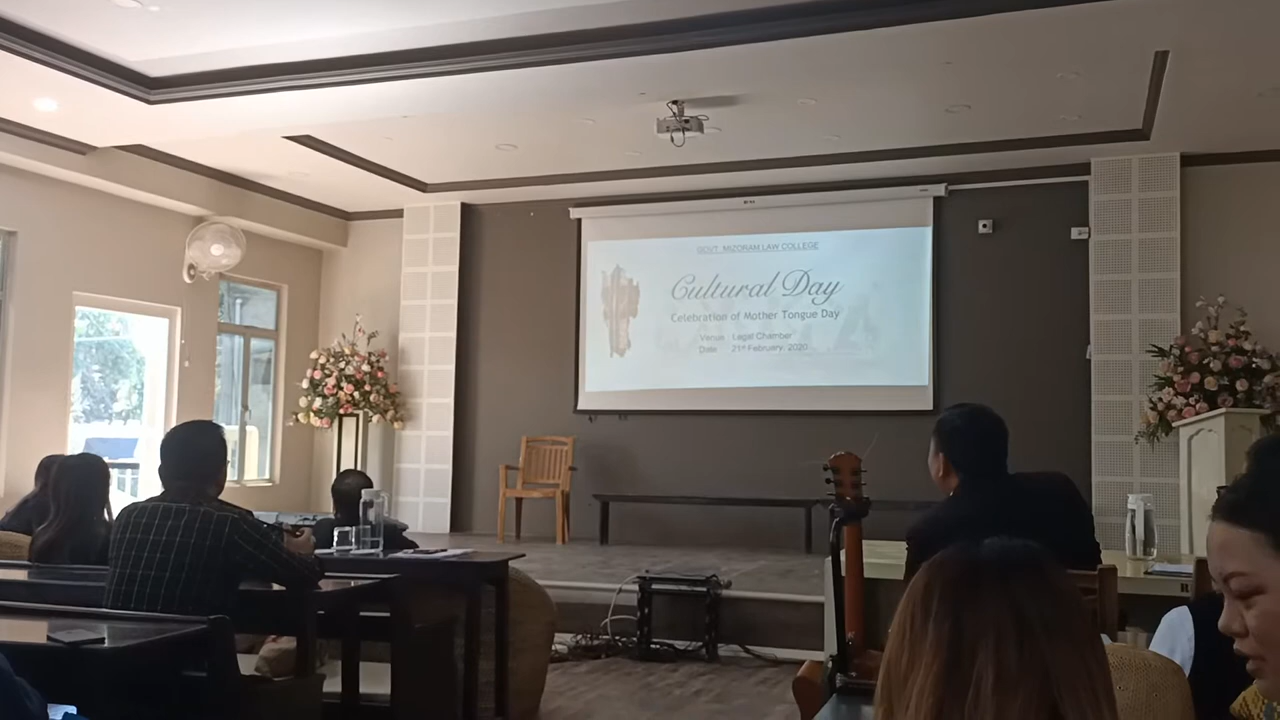 GOVT. MIZORAM LAW COLLEGE
Cultural Day
Celebration of Mother Tongue Day
Venue : Legal Chamber
Date : 21st February, 2020